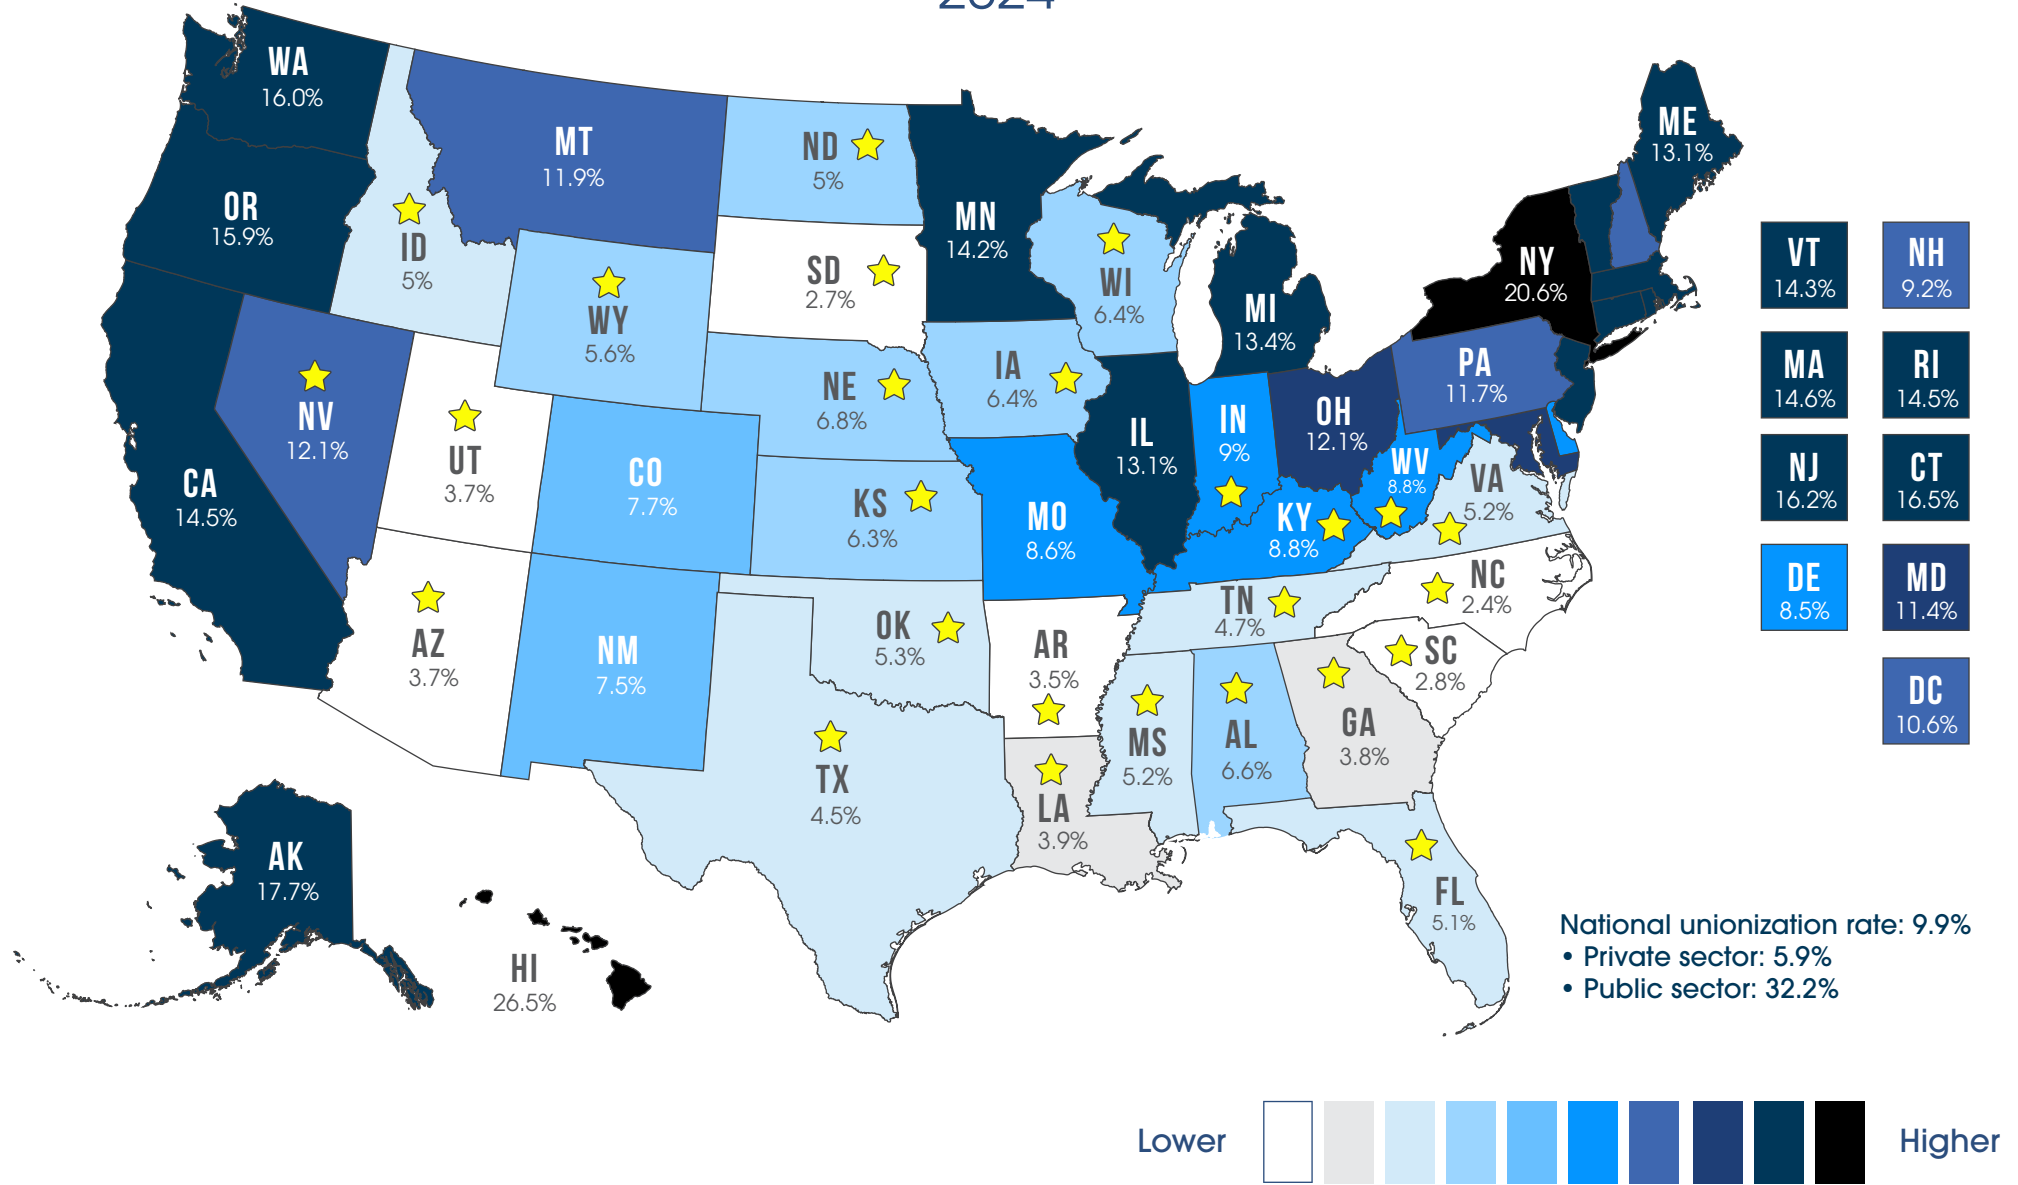 2024
WA
16.0%
OR
15.9%
CA
14.5%
ID
5%
NV
12.1%
MT
11.9%
WY
5.6%
UT
3.7%
AZ
3.7%
CO
7.7%
NM
7.5%
ND
5%
SD
2.7%
NE
6.8%
KS
6.3%
OK
5.3%
TX
4.5%
MN
14.2%
IA
6.4%
MO
8.6%
AR
3.5%
LA
3.9%
WI
6.4%
IL
13.1%
MI
13.4%
IN
9%
OH
12.1%
KY
8.8%
WV
8.8%
VA
5.2%
TN
4.7%
NC
2.4%
SC
2.8%
MS
5.2%
AL
6.6%
GA
3.8%
FL
5.1%
PA
11.7%
NY
20.6%
ME
13.1%
VT
14.3%
NH
9.2%
MA
14.6%
RI
14.5%
NJ
16.2%
CT
16.5%
DE
8.5%
MD
11.4%
DC
10.6%
AK
17.7%
HI
26.5%
National unionization rate: 9.9%
• Private sector: 5.9%
• Public sector: 32.2%
Lower
Higher